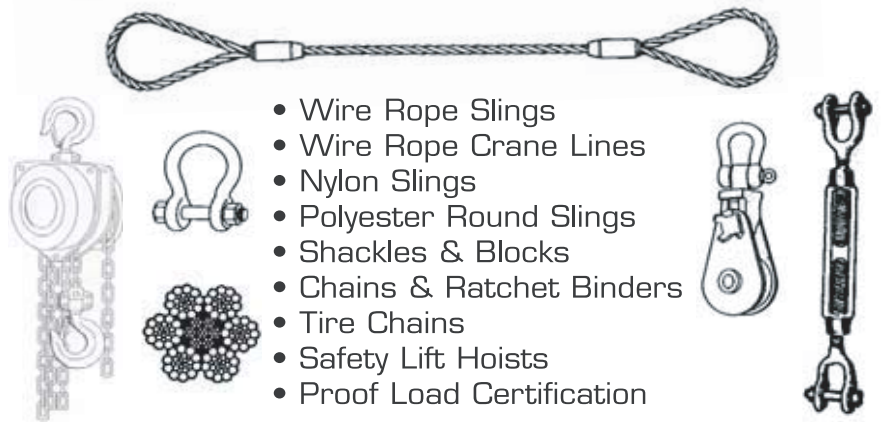 • Wire Rope Slings
• Wire Rope Crane Lines
• Nylon Slings
• Polyester Round Slings
• Shackles & Blocks
• Chains & Ratchet Binders
• Tire Chains
• Safety Lift Hoists
• Proof Load Certification